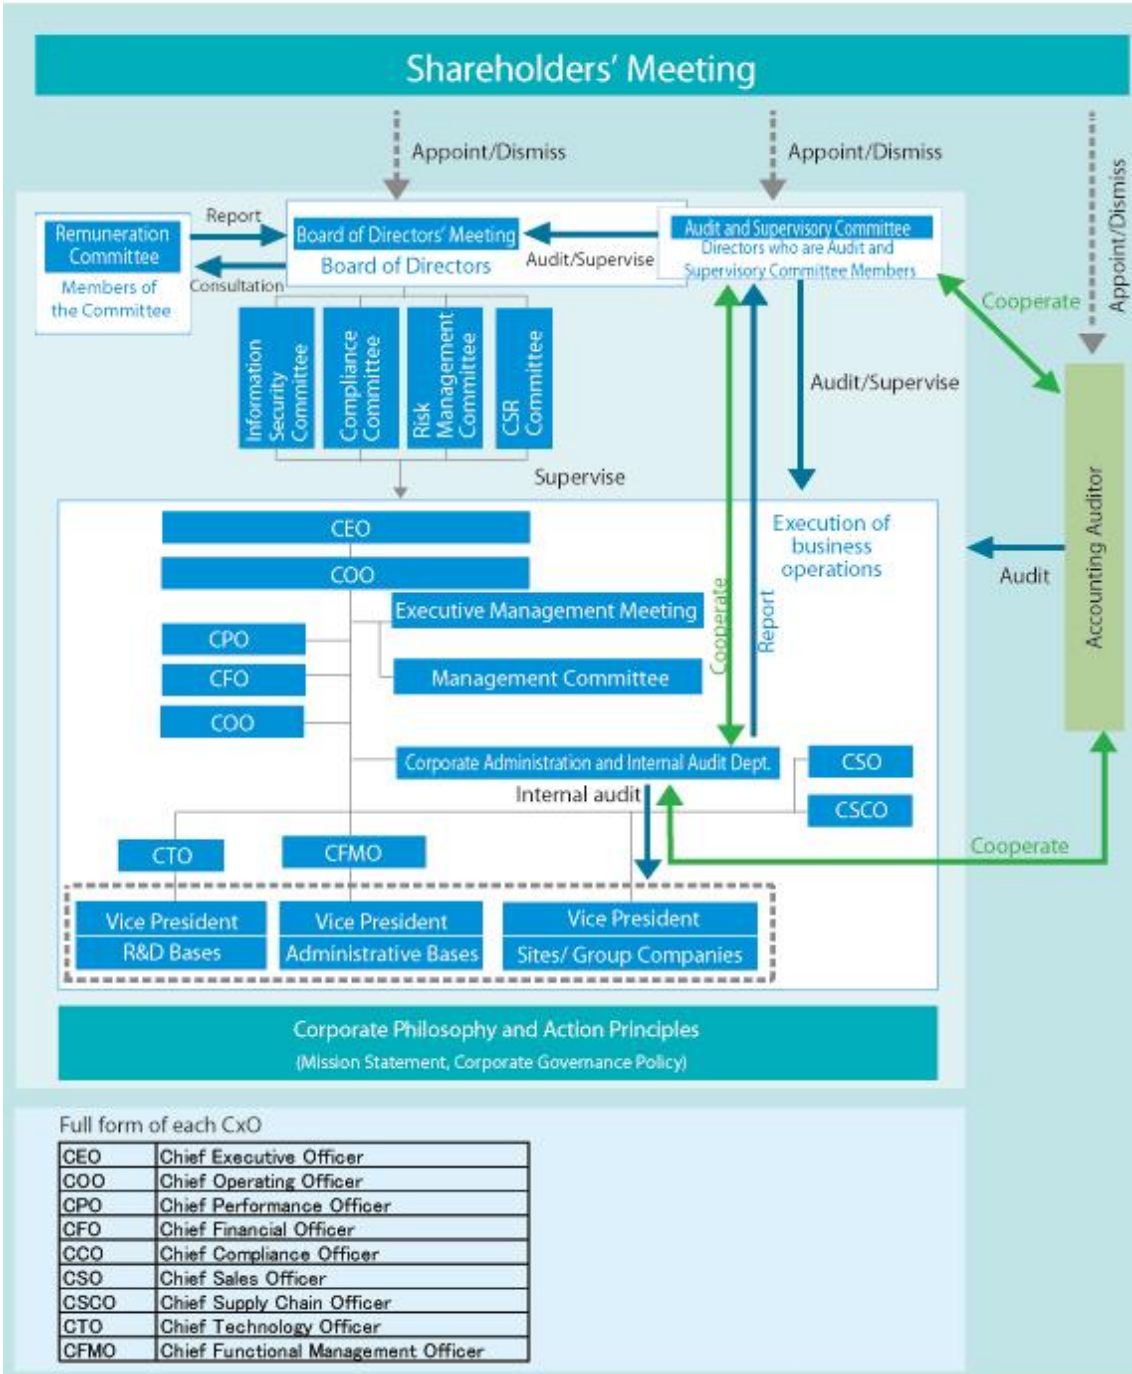 Shareholders' Meeting
Appoint/Dismiss
Appoint/Dismiss
Appoint/Dismiss
Remuneration
Committee
Members of
the Committee
Report
Consultation
Board of Directors' Meeting
Board of Directors
Audit/Supervise
Audit and Supervisory Committee
Directors who are Audit and
Supervisory Committee Members
Cooperate
Information
Security
Committee
Compliance
Committee
Risk
Management
Committee
CSR
Committee
Audit/Supervise
Supervise
Accounting Auditor
Audit
CEO
COO
Execution of
business
operations
Executive Management Meeting
Management Committee
CPO
CFO
COO
Cooperate
Report
Corporate Administration and Internal Audit Dept.
Internal audit
CSO
CSCO
Cooperate
CTO
CFMO
Vice President
R&D Bases
Vice President
Administrative Bases
Vice President
Sites/ Group Companies
Corporate Philosophy and Action Principles
(Mission Statement, Corporate Governance Policy)
Full form of each CxO
CEO Chief Executive Officer
COO Chief Operating Officer
CPO Chief Performance Officer
CFO Chief Financial Officer
CCO Chief Compliance Officer
CSO Chief Sales Officer
CSCO Chief Supply Chain Officer
CTO Chief Technology Officer
CFMO Chief Functional Management Officer